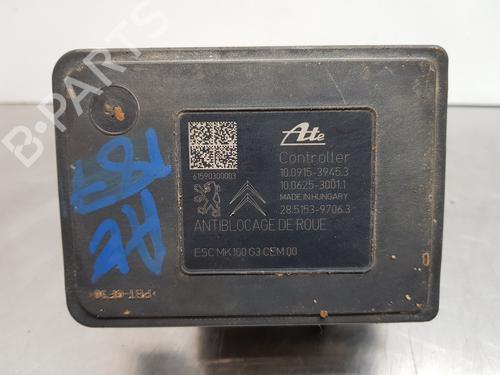 B-PARTS
Ate
Controller
10.0915-3945.3
10.0625-3001.1
MADE IN HUNGARY
28.5153-9706.3
61590300003
ANTIBLOCAGE DE ROUE
ESC MK100 G3 CEM 00